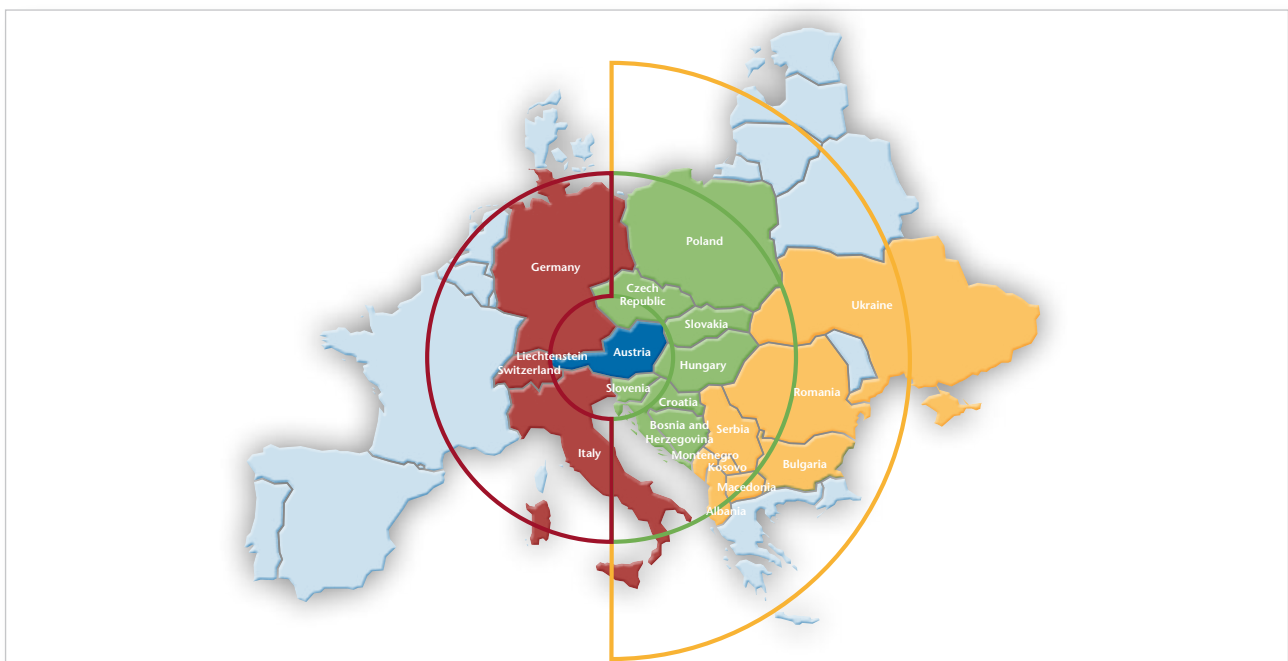 Poland
Germany
Czech
Republic
Ukraine
Slovakia
Austria
Liechtenstein
Switzerland
Hungary
Slovenia
Romania
Croatia
Bosnia and
Herzegovina
Serbia
Italy
Montenegro
Kosovo
Bulgaria
Macedonia
Albania